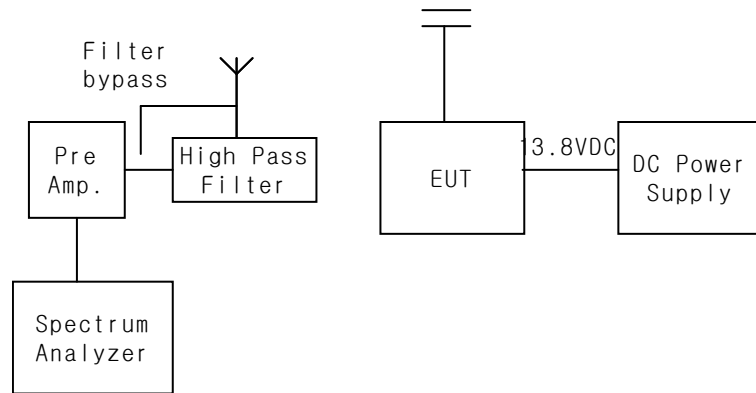 Filter
bypass
Pre
Amp.
High Pass
Filter
EUT
13.8VDC
DC Power
Supply
Spectrum
Analyzer